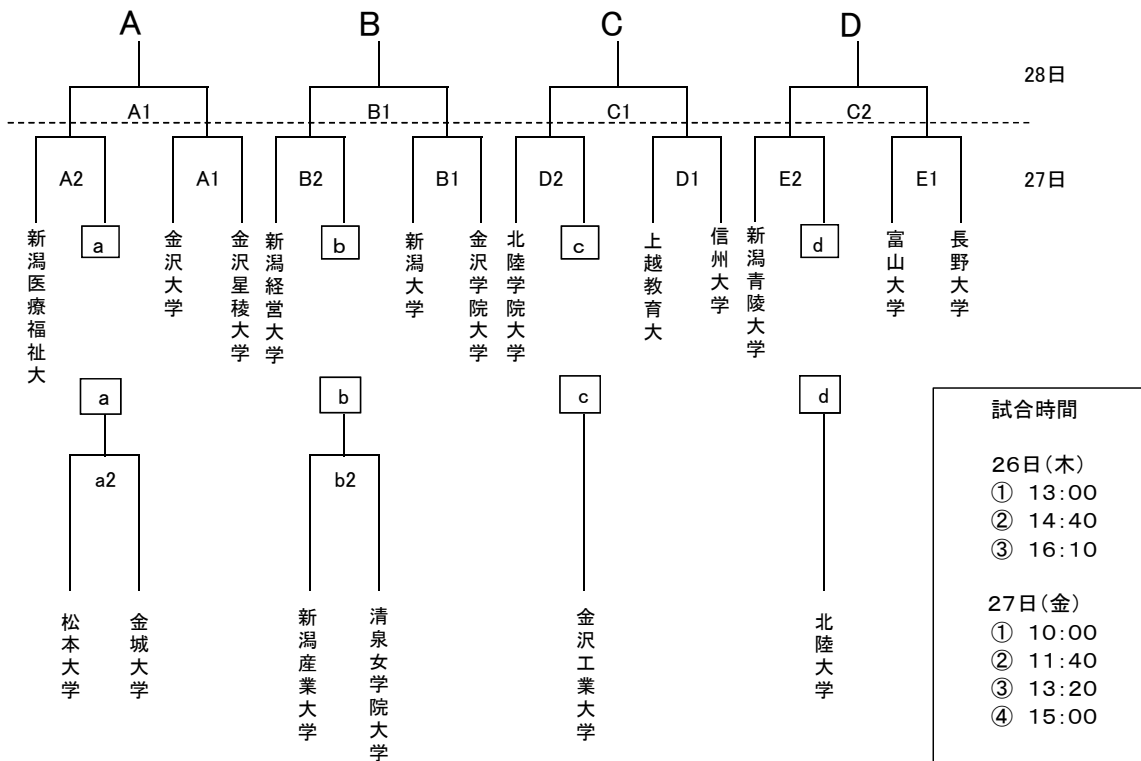 A
B
C
D
28日
A1
B1
C1
C2
27日
A2
A1
B2
B1
D2
D1
E2
E1
新潟医療福祉大
a
金沢大学
金沢星稜大学
新潟経営大学
b
新潟大学
金沢学院大学
北陸学院大学
c
上越教育大
信州大学
新潟青陵大学
d
富山大学
長野大学
a
b
c
d
a2
b2
松本大学
金城大学
新潟産業大学
清泉女学院大学
金沢工業大学
北陸大学
試合時間
26日(木)
① 13:00
② 14:40
③ 16:10
27日(金)
① 10:00
② 11:40
③ 13:20
④ 15:00